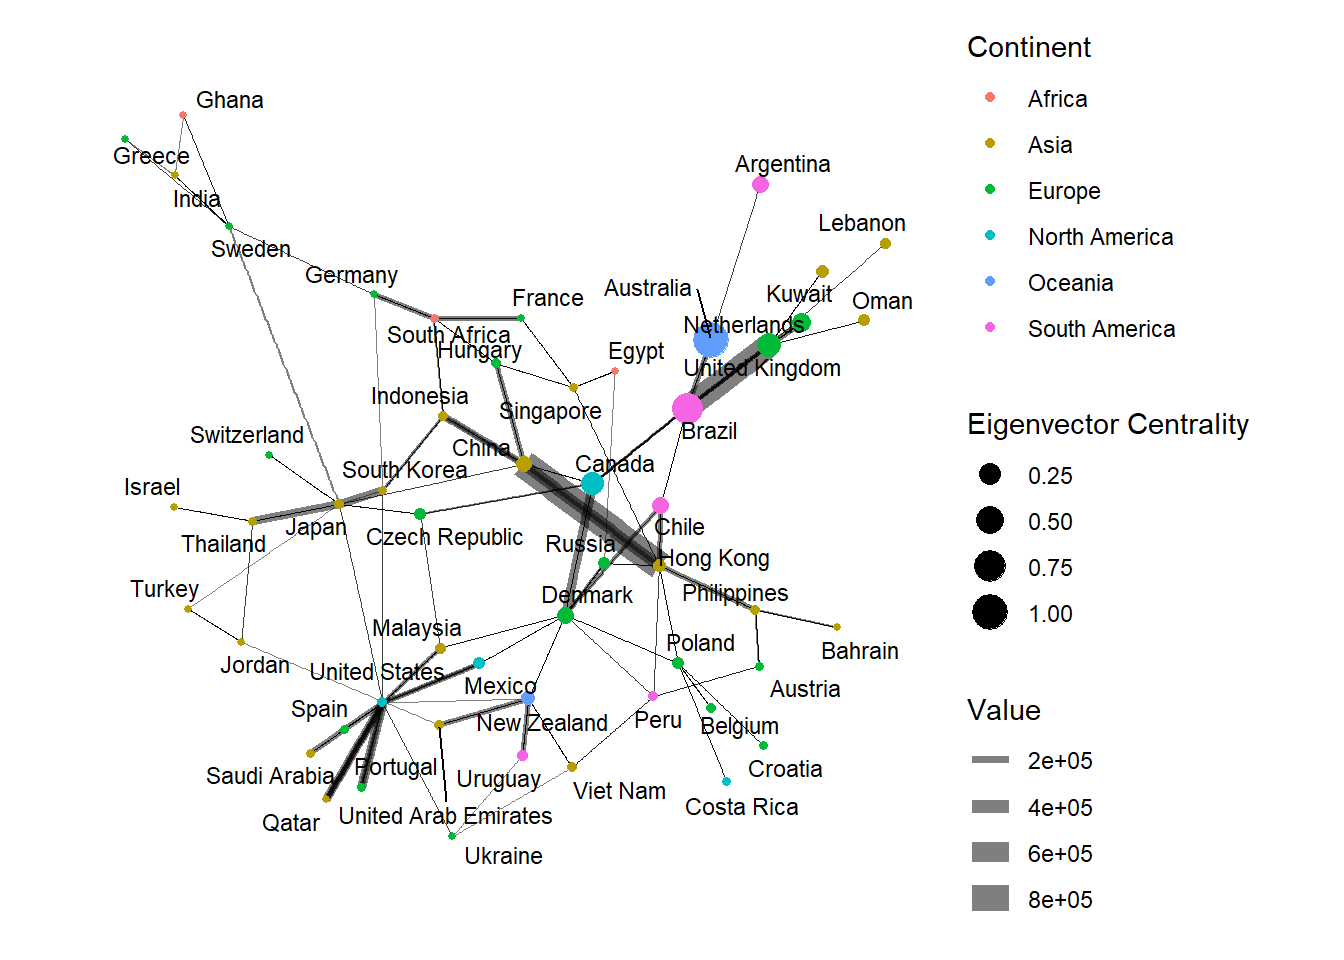 Ghana
Greece
India
Sweden
Germany
France
South Africa
Hungary
Egypt
Indonesia
Singapore
Switzerland
China
South Korea
Israel
Japan
Thailand
Czech Republic
Turkey
Jordan
Malaysia
United States
Spain
Saudi Arabia
Portugal
Qatar
United Arab Emirates
Ukraine
Uruguay
New Zealand
Mexico
Viet Nam
Peru
Denmark
Russia
Canada
Chile
Hong Kong
Philippines
Bahrain
Poland
Austria
Belgium
Croatia
Costa Rica
Argentina
Lebanon
Australia
Kuwait
Oman
Netherlands
United Kingdom
Brazil
Continent
Africa
Asia
Europe
North America
Oceania
South America
Eigenvector Centrality
0.25
0.50
0.75
1.00
Value
2e+05
4e+05
6e+05
8e+05